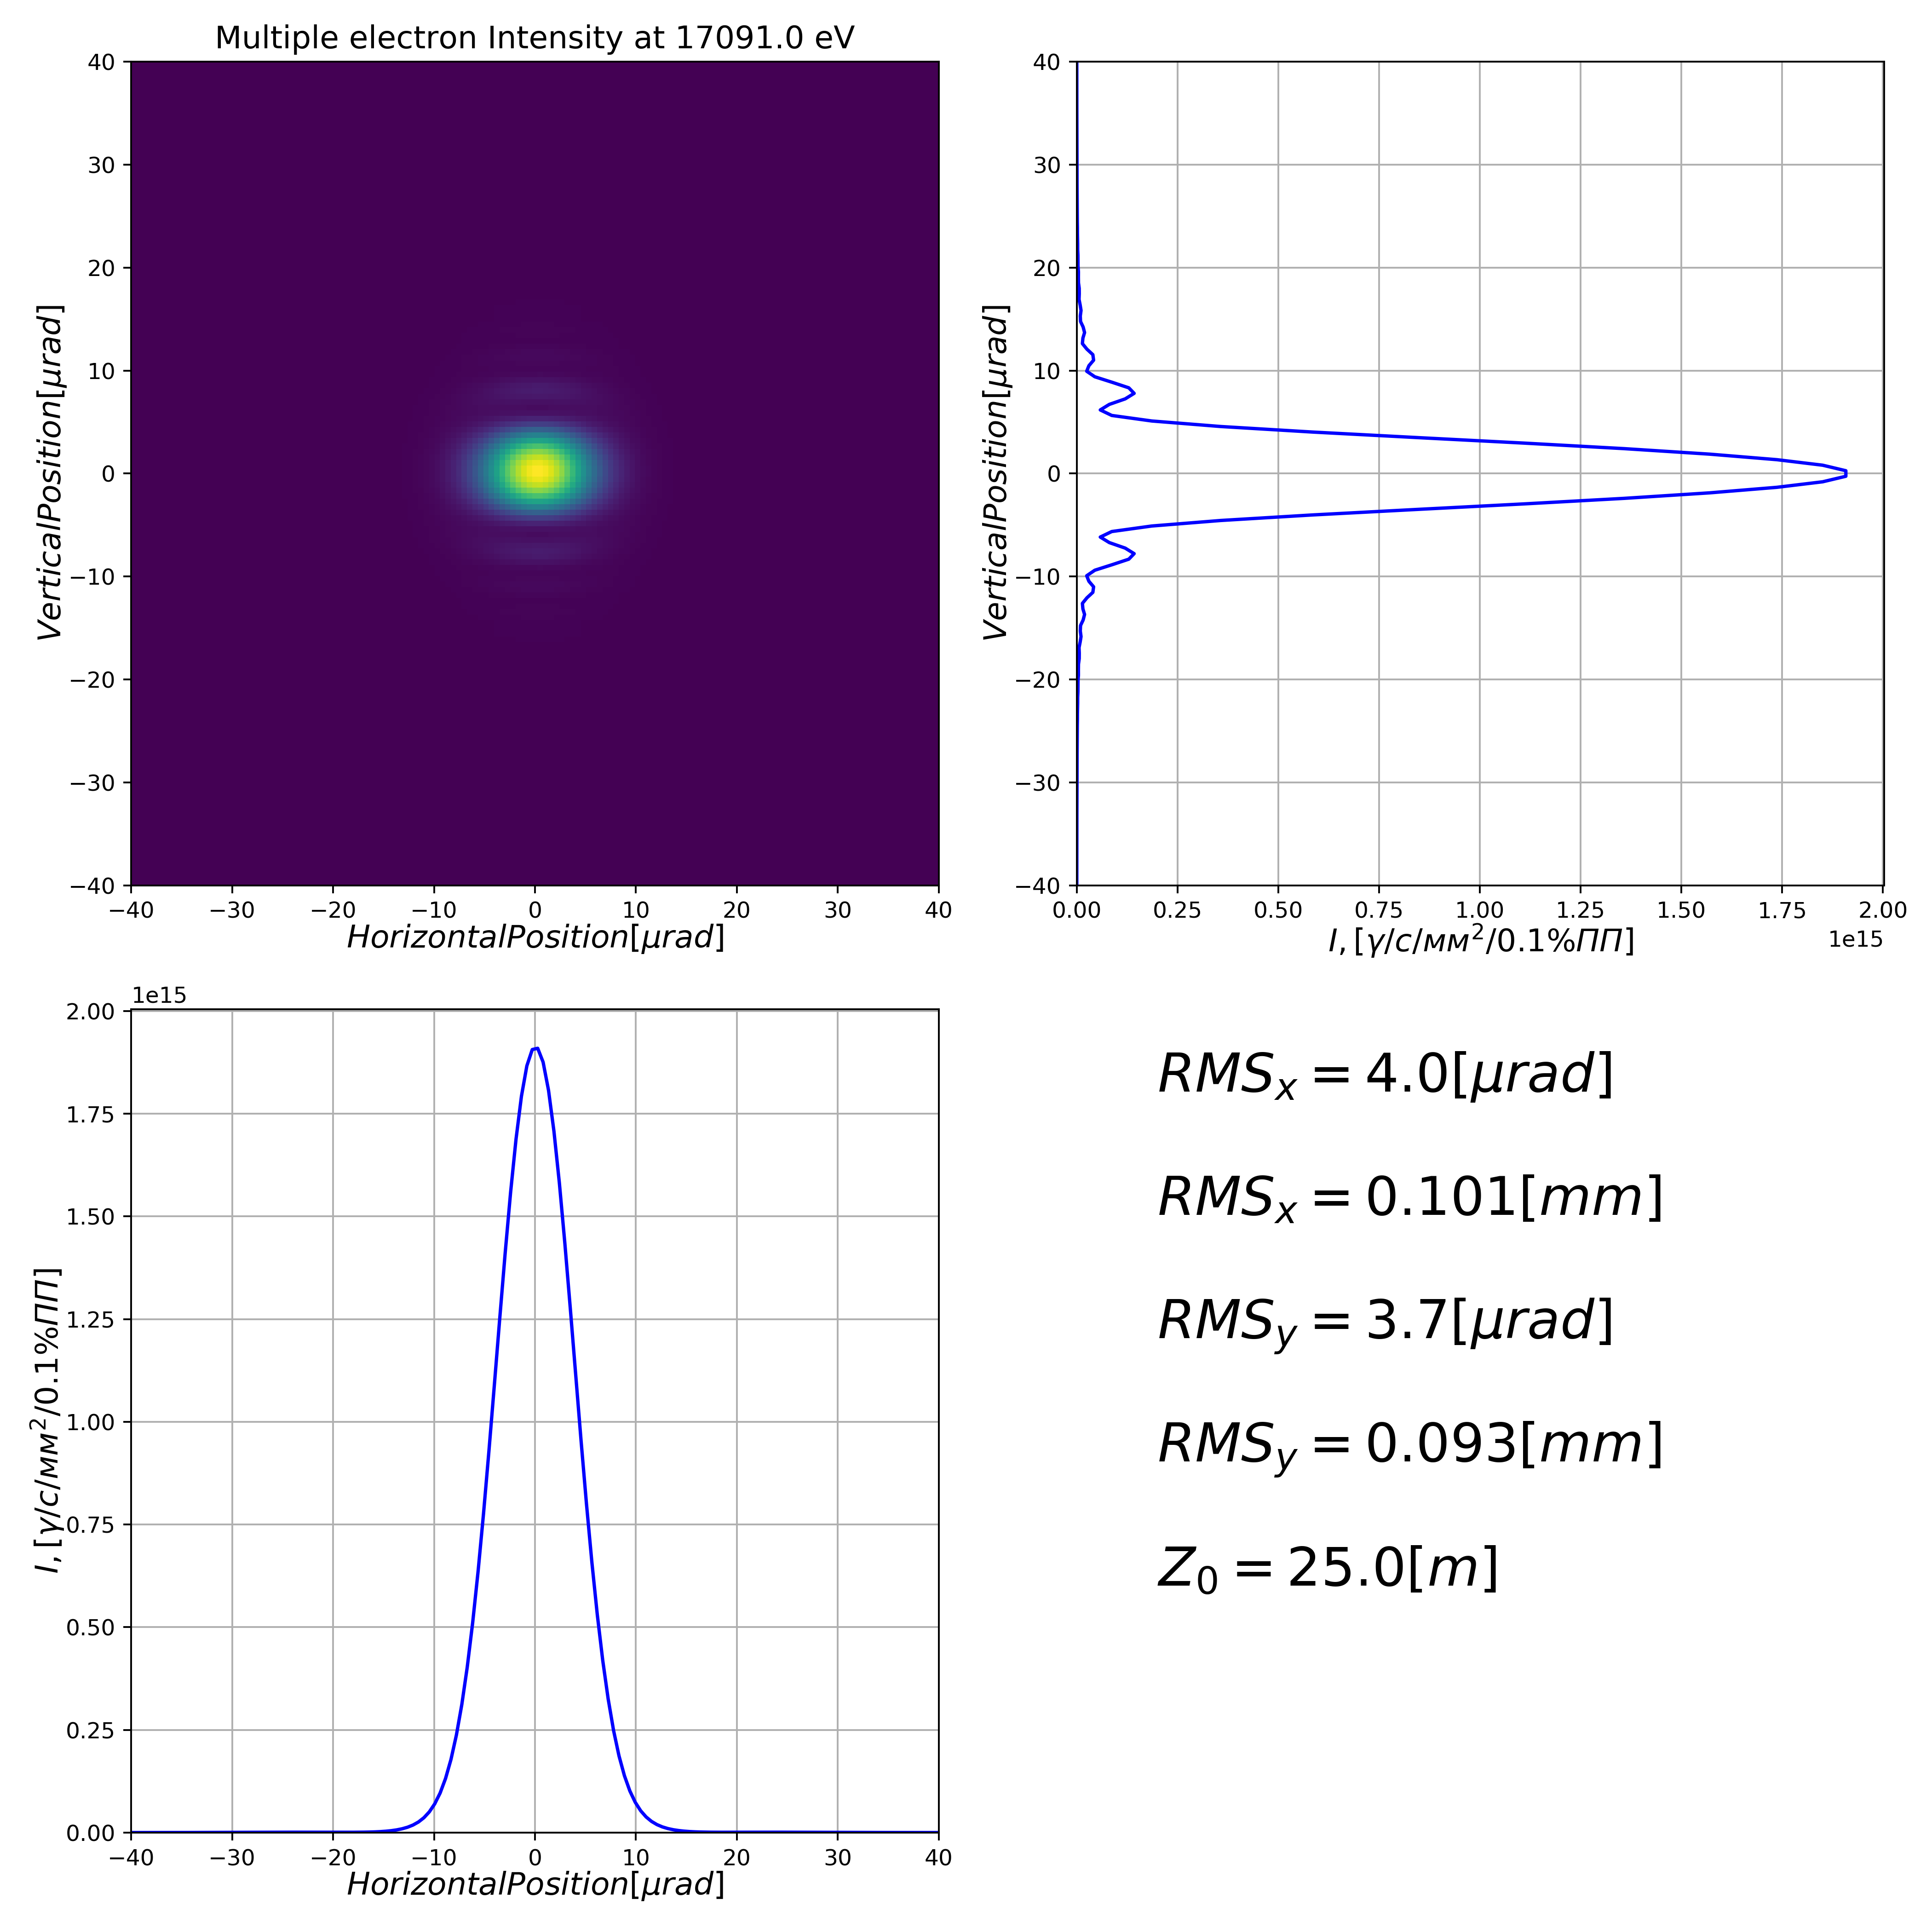 Multiple electron Intensity at 17091.0 eV
40
30
20
10
0
−10
−20
−30
−40
VerticalPosition[μrad]
−40 −30 −20 −10 0 10 20 30 40
HorizontalPosition[μrad]
40
30
20
10
0
−10
−20
−30
−40
VerticalPosition[μrad]
0.00 0.25 0.50 0.75 1.00 1.25 1.50 1.75 2.00
I, [γ/с/мм²/0.1%ПП]
1e15
1e15
2.00
1.75
1.50
1.25
1.00
0.75
0.50
0.25
0.00
I, [γ/с/мм²/0.1%ПП]
−40 −30 −20 −10 0 10 20 30 40
HorizontalPosition[μrad]
RMSₓ = 4.0[μrad]
RMSₓ = 0.101[mm]
RMS_y = 3.7[μrad]
RMS_y = 0.093[mm]
Z₀ = 25.0[m]